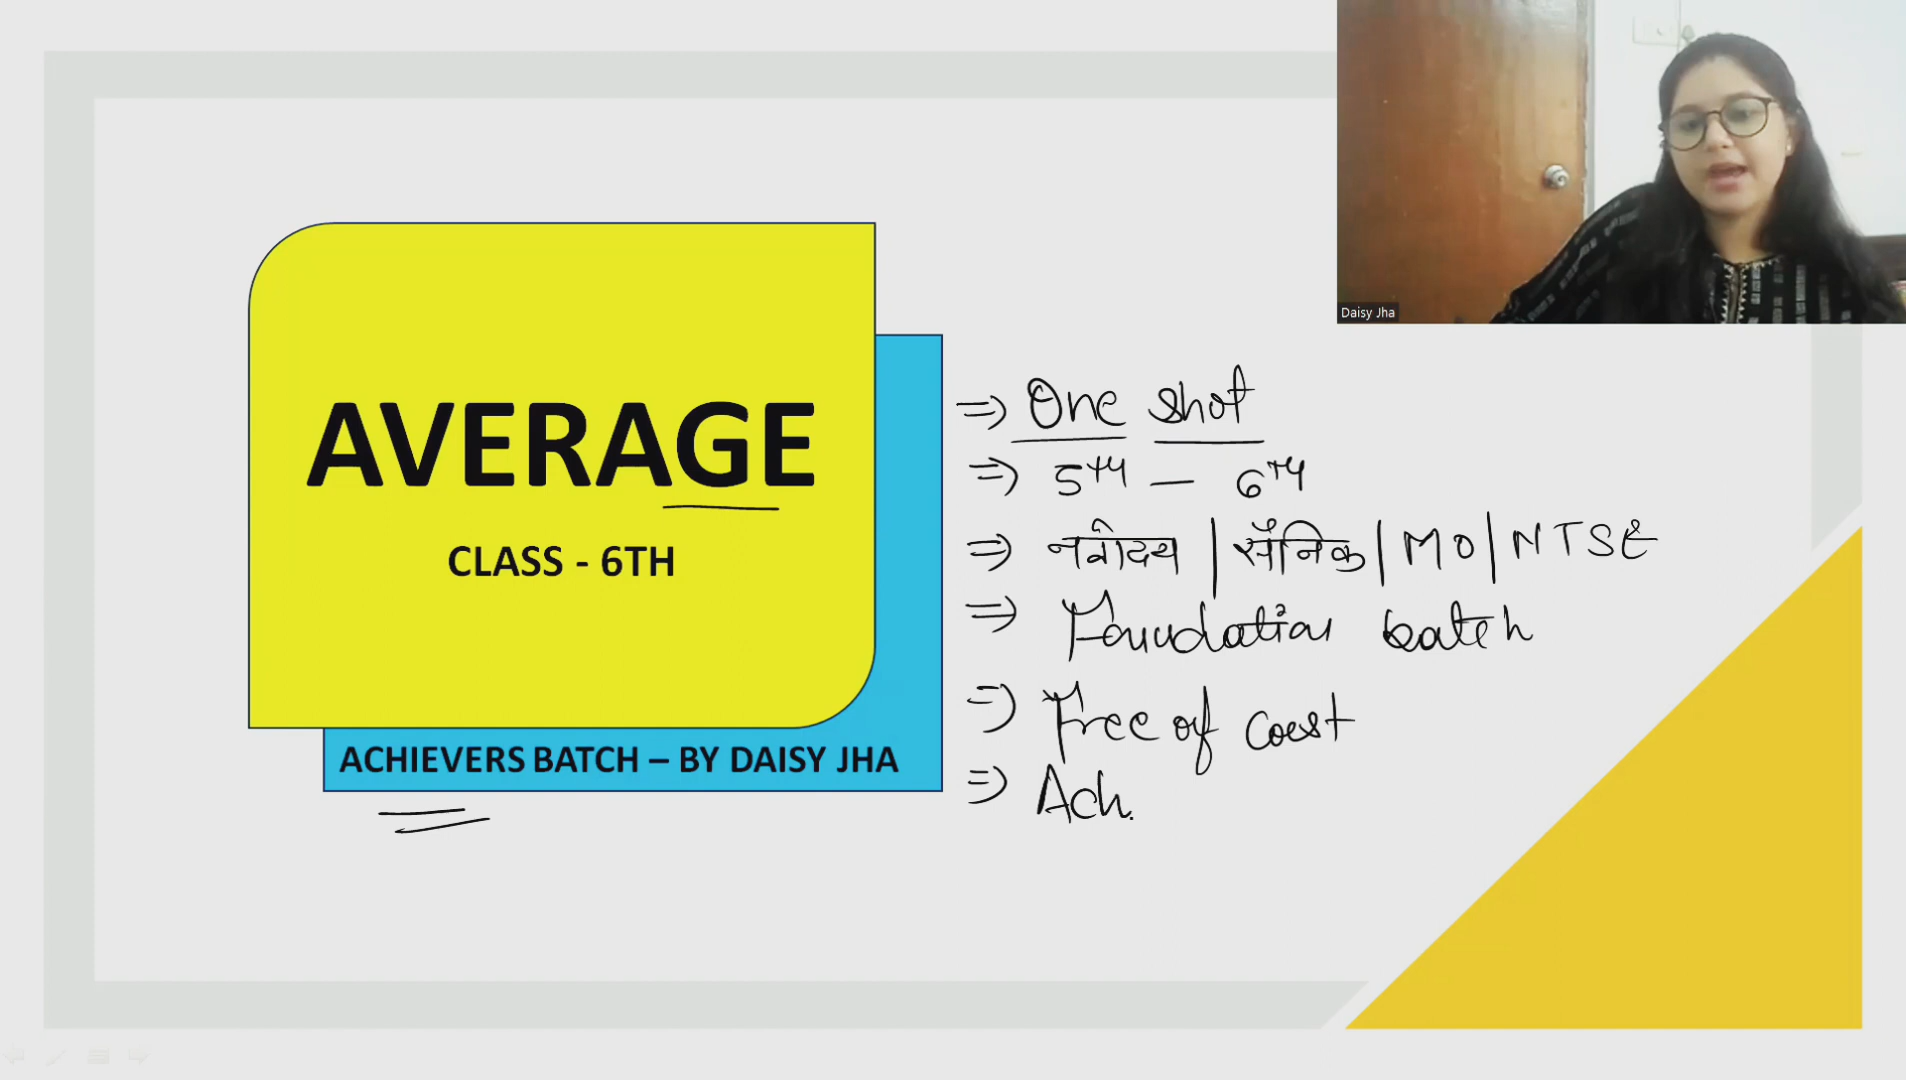 Daisy Jha
AVERAGE
CLASS - 6TH
ACHIEVERS BATCH – BY DAISY JHA
⇒ One shot
⇒ 5th – 6th
⇒ नवोदय | सैनिक | MO | NTSE
⇒ Foundation batch
⇒ Free of cost
⇒ Ach.